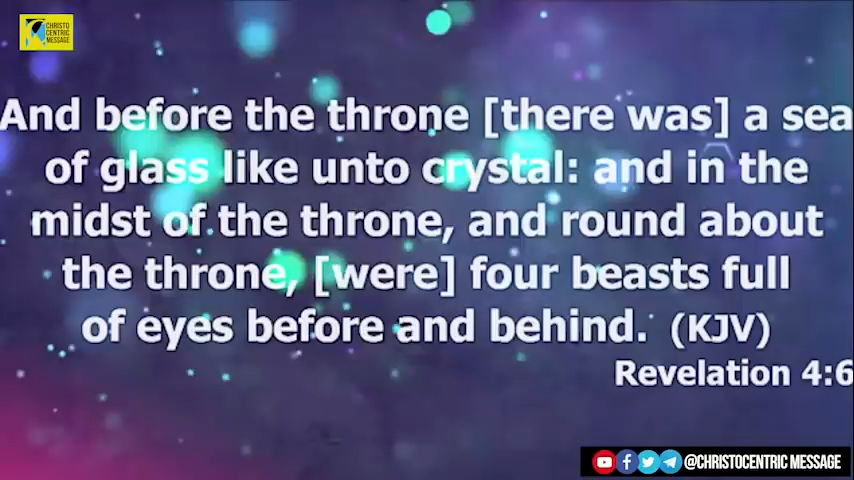 CHRISTO
CENTRIC
MESSAGE
And before the throne [there was] a sea
of glass like unto crystal: and in the
midst of the throne, and round about
the throne, [were] four beasts full
of eyes before and behind. (KJV)
Revelation 4:6
@CHRISTOCENTRIC MESSAGE